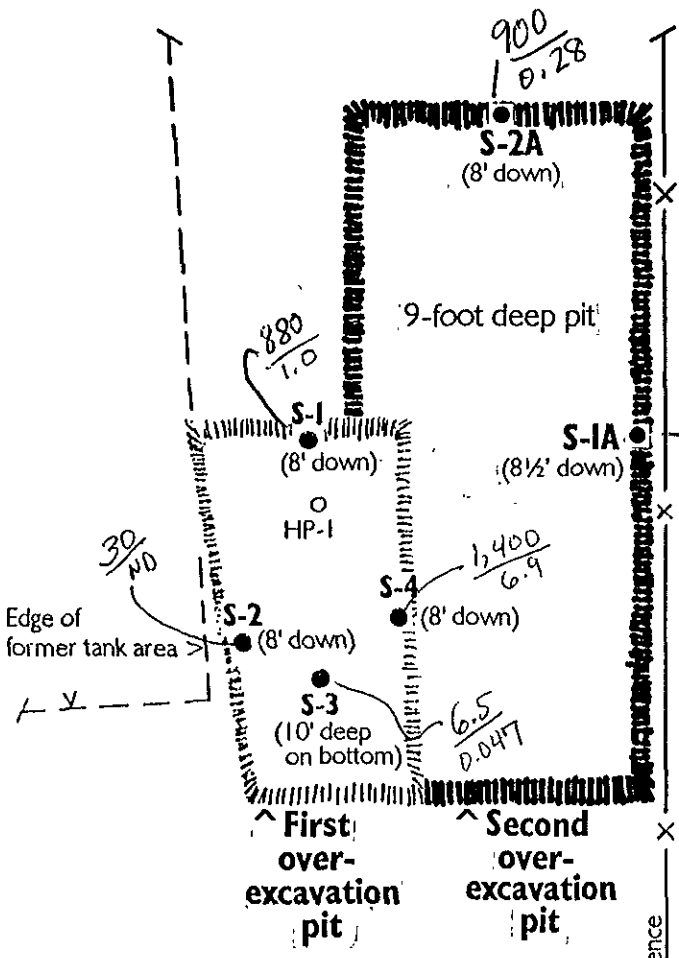 900
0.28
S-2A
(8' down)
9-foot deep pit
880
1.0
S-1
(8' down)
S-1A
(8½' down)
HP-1
30
ND
1,400
6.9
S-4
(8' down)
S-2
(8' down)
Edge of
former tank area >
S-3
(10' deep
on bottom)
6.5
0.047
^ First
over-
excavation
pit
^ Second
over-
excavation
pit